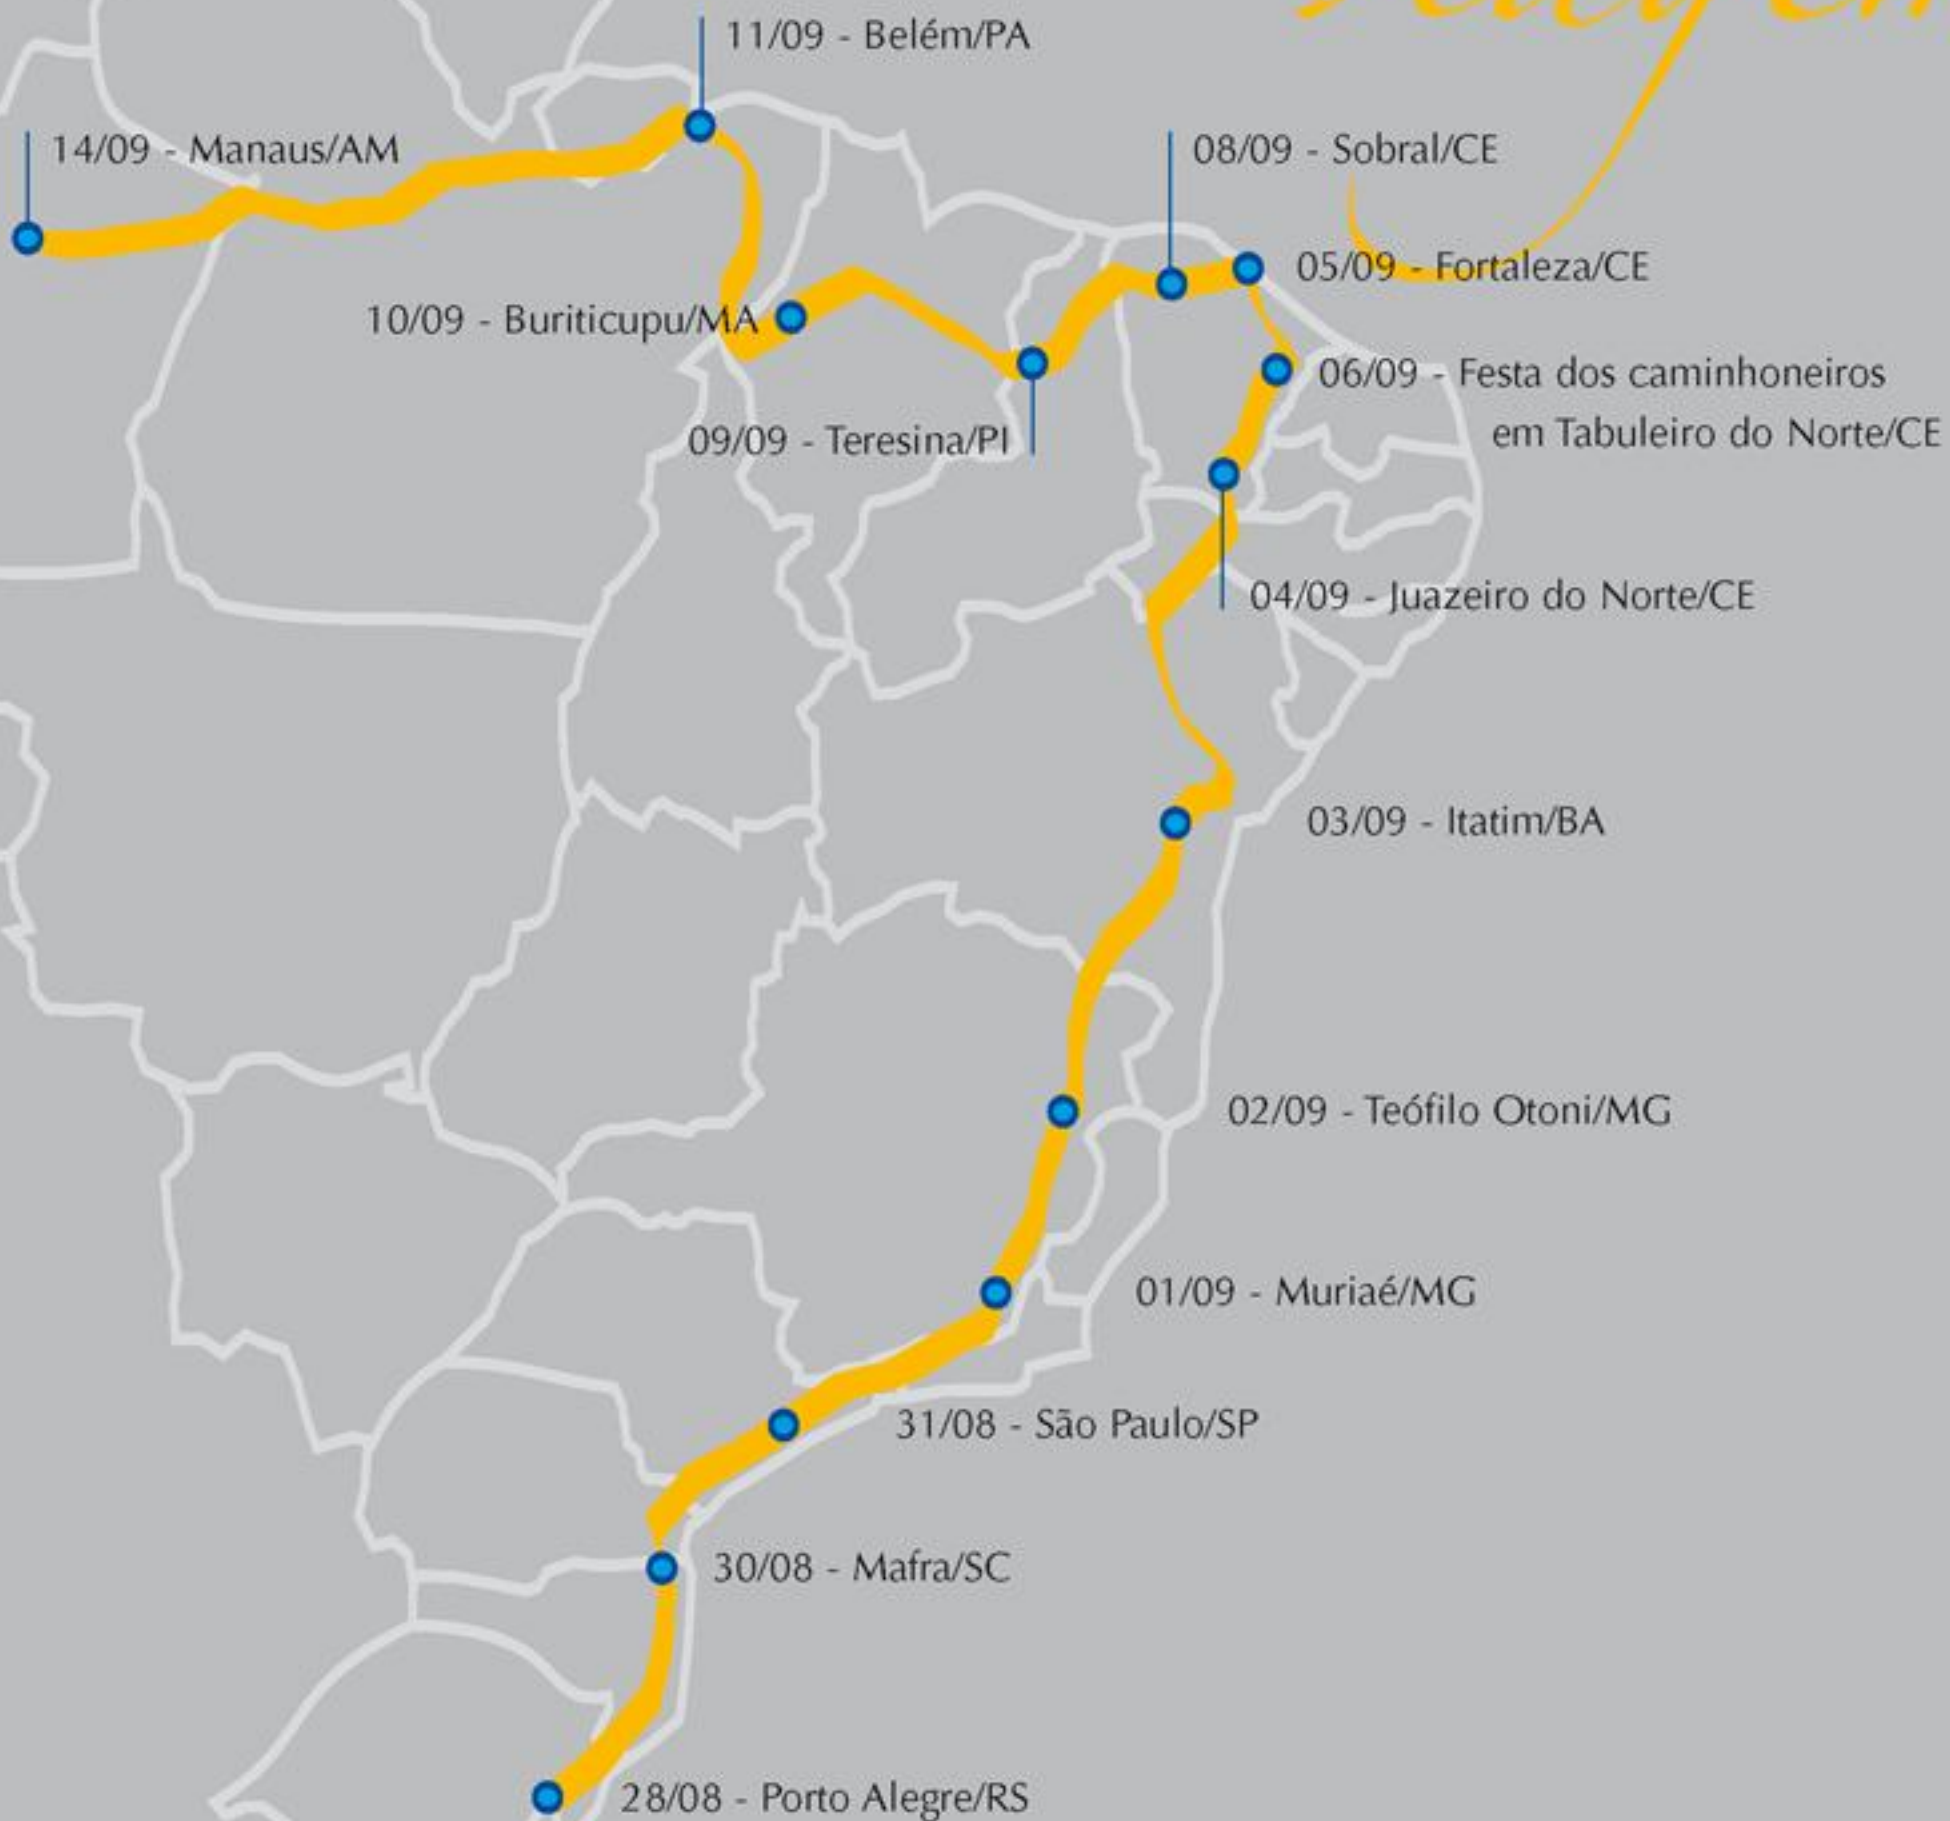 11/09 - Belém/PA
14/09 - Manaus/AM
08/09 - Sobral/CE
05/09 - Fortaleza/CE
10/09 - Buriticupu/MA
06/09 - Festa dos caminhoneiros
em Tabuleiro do Norte/CE
09/09 - Teresina/PI
04/09 - Juazeiro do Norte/CE
03/09 - Itatim/BA
02/09 - Teófilo Otoni/MG
01/09 - Muriaé/MG
31/08 - São Paulo/SP
30/08 - Mafra/SC
28/08 - Porto Alegre/RS